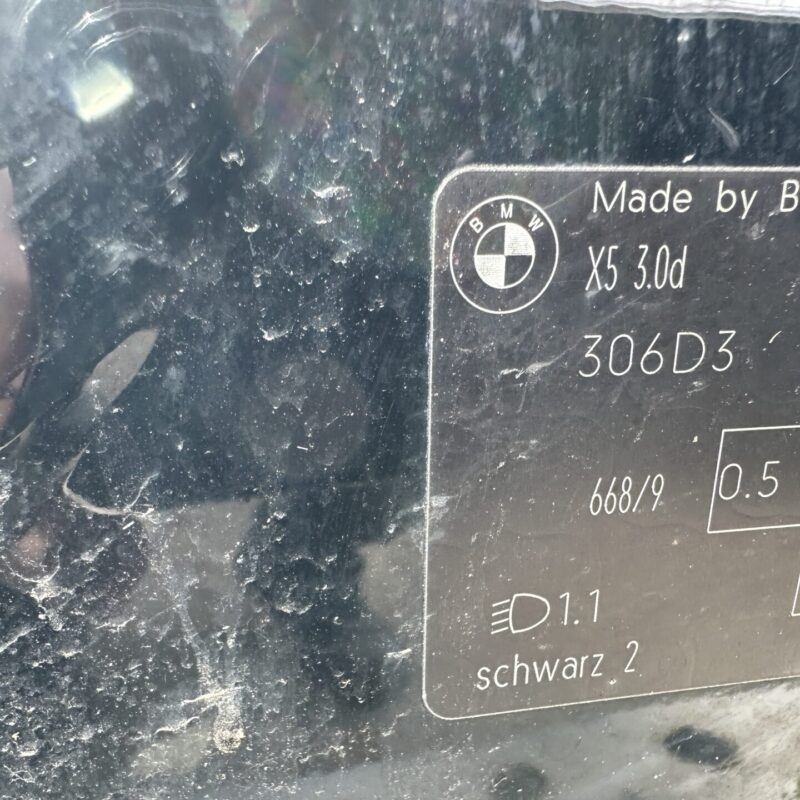 BMW
Made by B
X5 3.0d
306D3
668/9
0.5
1.1
schwarz 2